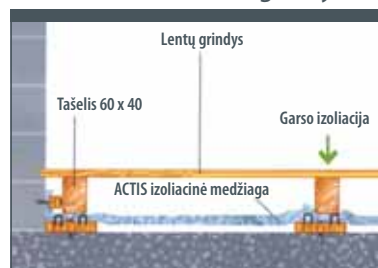 Lentų grindys
Tašelis 60 x 40
Garso izoliacija
ACTIS izoliacinė medžiaga